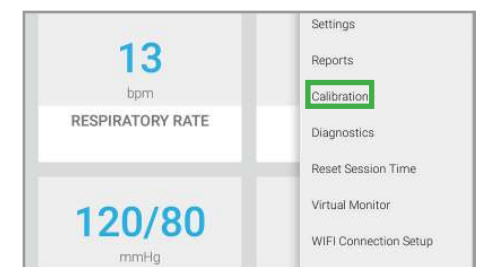 13
bpm
RESPIRATORY RATE
120/80
mmHg
Settings
Reports
Calibration
Diagnostics
Reset Session Time
Virtual Monitor
WIFI Connection Setup